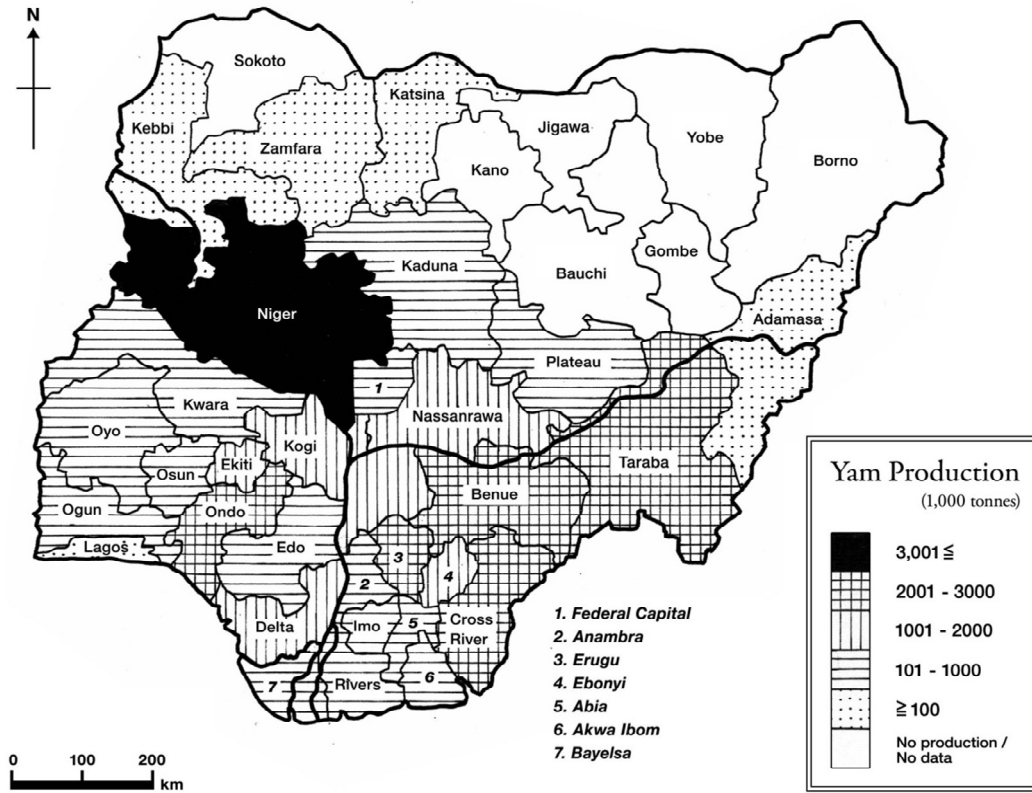 N
Sokoto
Katsina
Kebbi
Jigawa
Yobe
Zamfara
Borno
Kano
Gombe
Kaduna
Bauchi
Niger
Adamasa
Plateau
1
Kwara
Nassanrawa
Oyo
Kogi
Ekiti
Osun
Taraba
Benue
Ogun
Ondo
Lagos
Edo
3
4
2
Delta
Imo
5
Cross
River
7
Rivers
6
1. Federal Capital
2. Anambra
3. Erugu
4. Ebonyi
5. Abia
6. Akwa Ibom
7. Bayelsa
0 100 200
km
Yam Production
(1,000 tonnes)
3,001 ≦
2001 - 3000
1001 - 2000
101 - 1000
≧ 100
No production /
No data